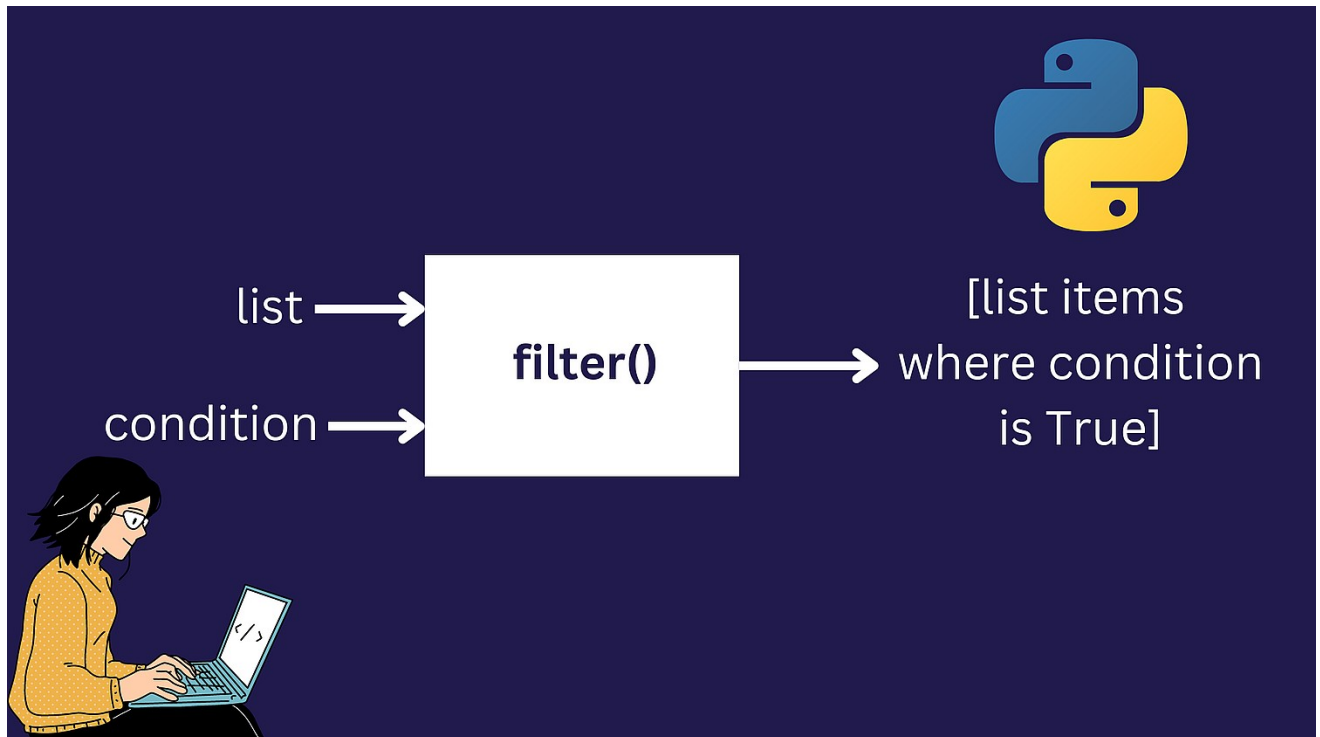 list
condition
filter()
[list items
where condition
is True]
</>